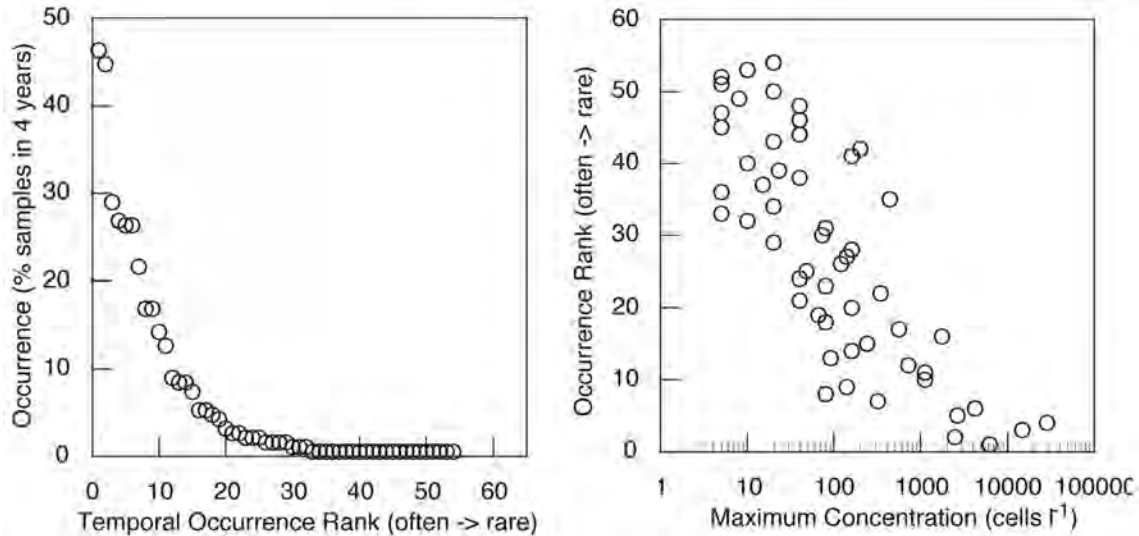 50
40
30
20
10
0
Occurrence (% samples in 4 years)
0 10 20 30 40 50 60
Temporal Occurrence Rank (often -> rare)
60
50
40
30
20
10
0
Occurrence Rank (often -> rare)
1 10 100 1000 10000 100000
Maximum Concentration (cells l⁻¹)